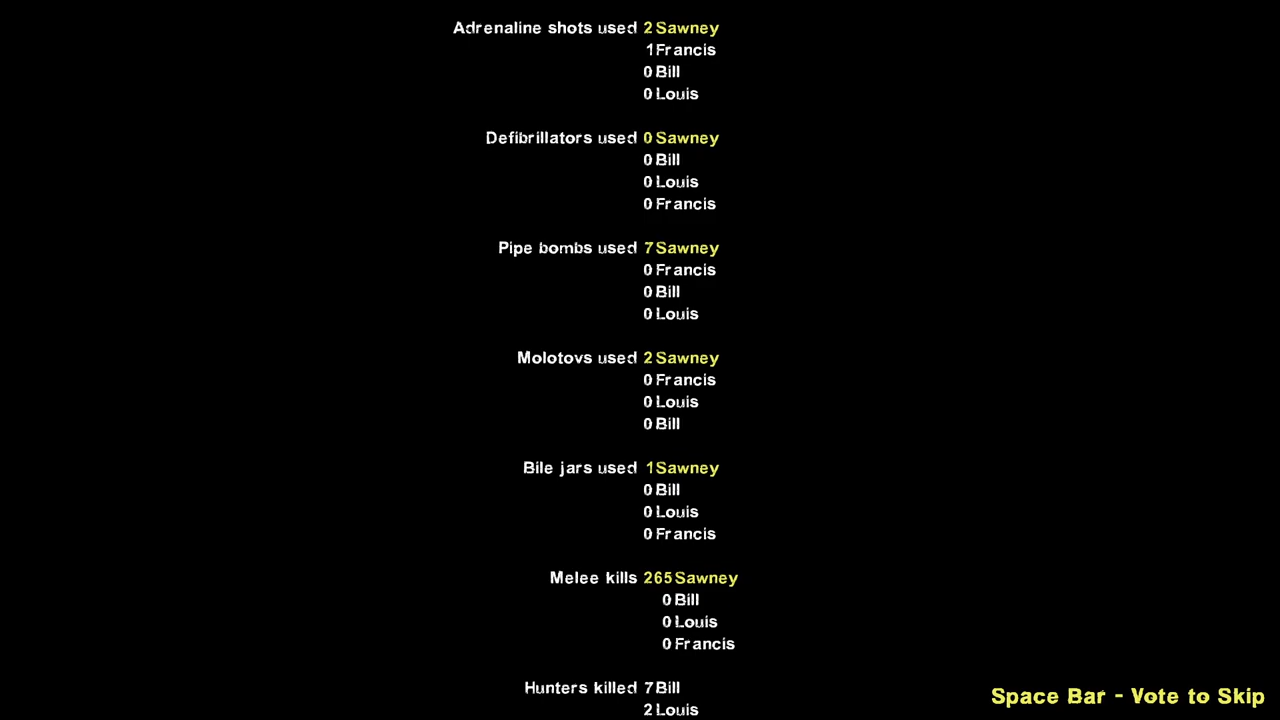 Adrenaline shots used 2 Sawney
1 Francis
0 Bill
0 Louis
Defibrillators used 0 Sawney
0 Bill
0 Louis
0 Francis
Pipe bombs used 7 Sawney
0 Francis
0 Bill
0 Louis
Molotovs used 2 Sawney
0 Francis
0 Louis
0 Bill
Bile jars used 1 Sawney
0 Bill
0 Louis
0 Francis
Melee kills 265 Sawney
0 Bill
0 Louis
0 Francis
Hunters killed 7 Bill
2 Louis
Space Bar - Vote to Skip